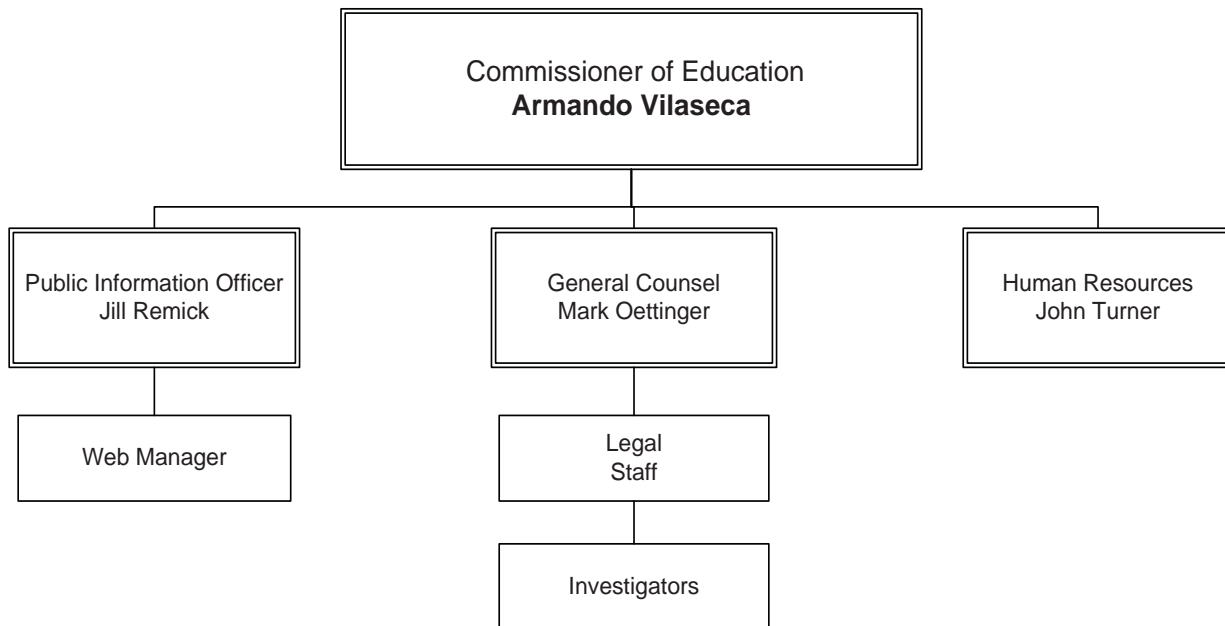 Commissioner of Education
Armando Vilaseca
Public Information Officer
Jill Remick
General Counsel
Mark Oettinger
Human Resources
John Turner
Web Manager
Legal
Staff
Investigators